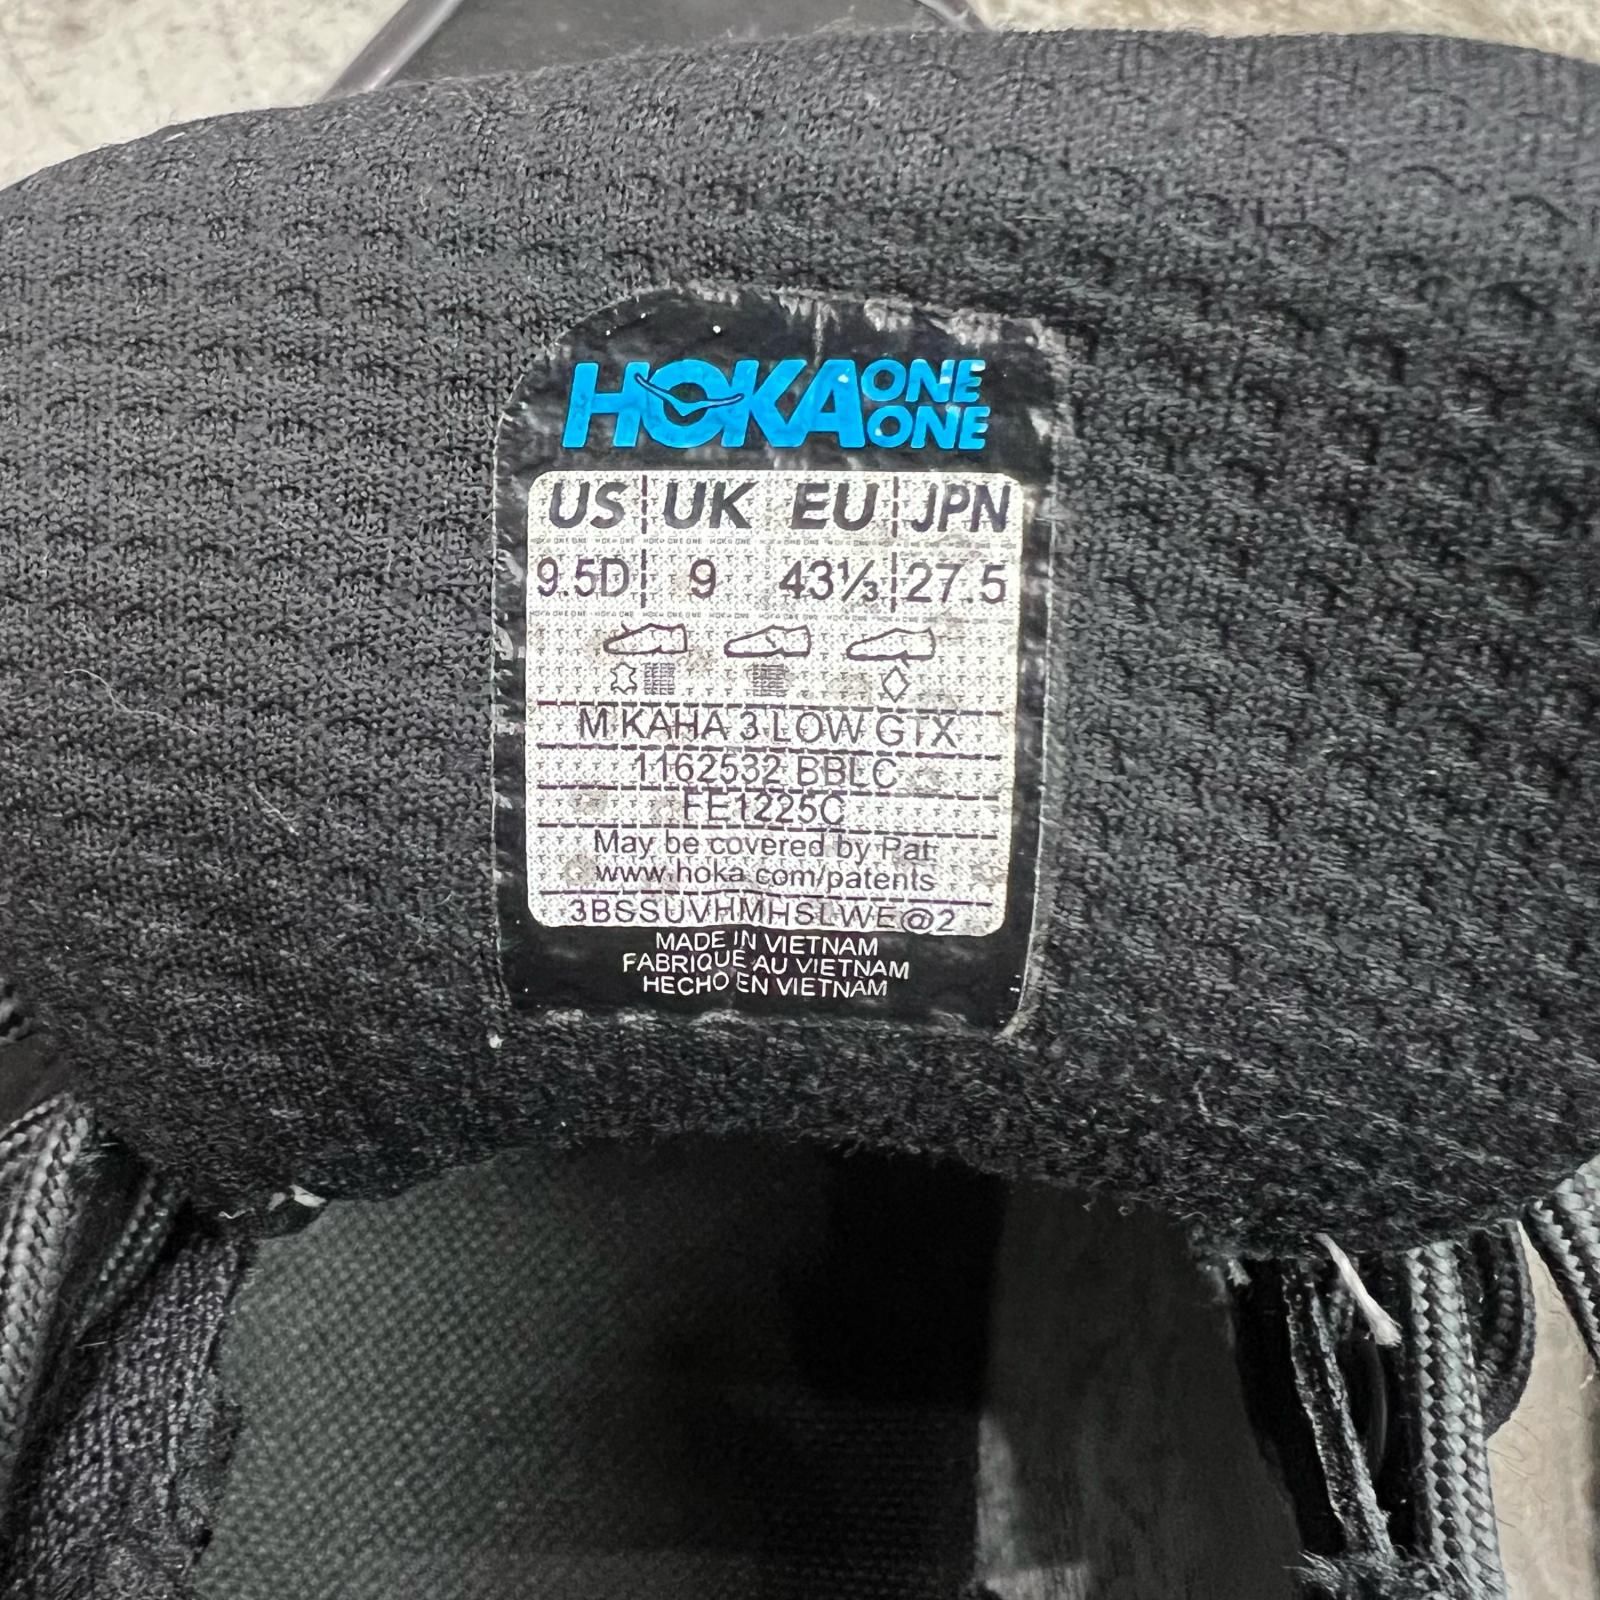 HOKA ONE ONE
US UK EU JPN
9.5D 9 43⅓ 27.5
M KAHA 3 LOW GTX
1162532 BBLC
FE1225C
May be covered by Pat.
www.hoka.com/patents
3BSSUVHMHSLWE@2
MADE IN VIETNAM
FABRIQUE AU VIETNAM
HECHO EN VIETNAM